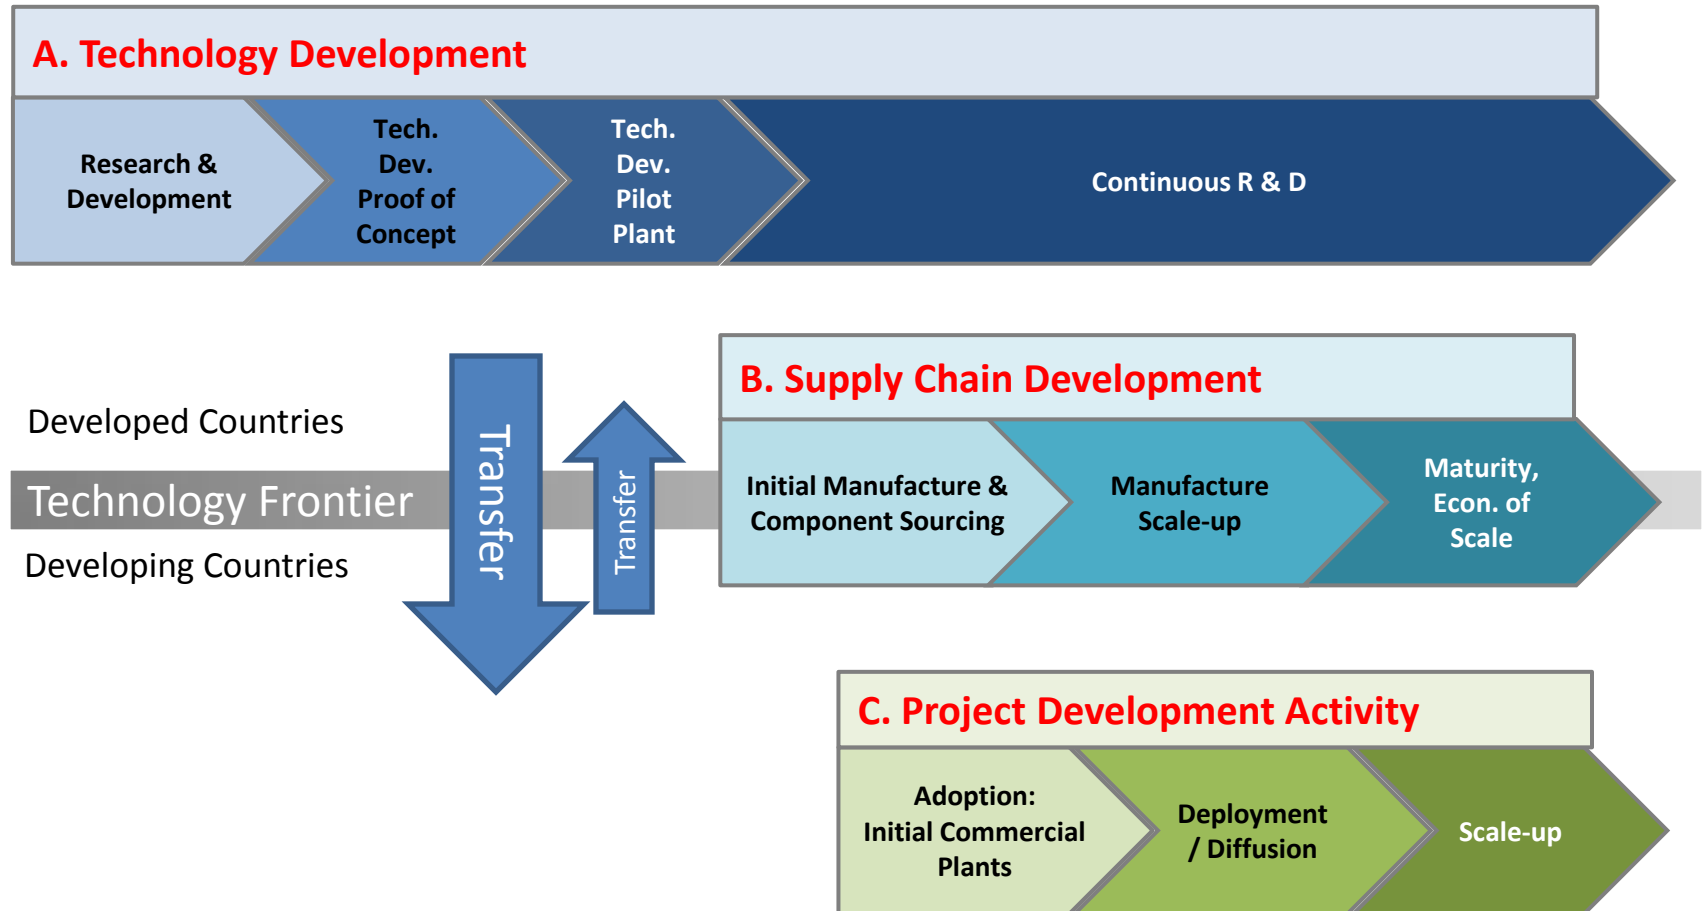 A. Technology Development
Research &
Development
Tech.
Dev.
Proof of
Concept
Tech.
Dev.
Pilot
Plant
Continuous R & D
Developed Countries
Technology Frontier
Developing Countries
Transfer
Transfer
B. Supply Chain Development
Initial Manufacture &
Component Sourcing
Manufacture
Scale-up
Maturity,
Econ. of
Scale
C. Project Development Activity
Adoption:
Initial Commercial
Plants
Deployment
/ Diffusion
Scale-up